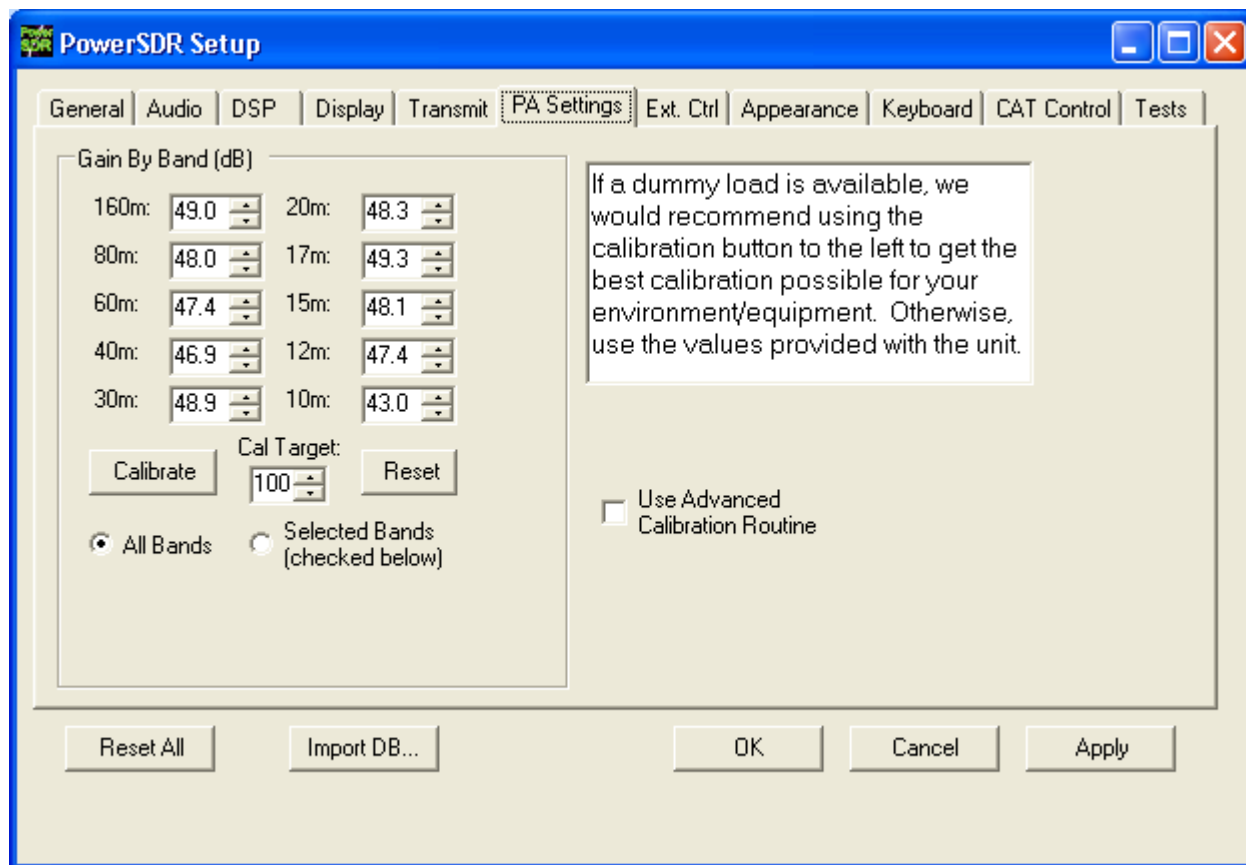 Power SDR PowerSDR Setup
General Audio DSP Display Transmit PA Settings Ext. Ctrl Appearance Keyboard CAT Control Tests
Gain By Band (dB)
160m: 49.0 20m: 48.3
80m: 48.0 17m: 49.3
60m: 47.4 15m: 48.1
40m: 46.9 12m: 47.4
30m: 48.9 10m: 43.0
Cal Target:
Calibrate 100 Reset
All Bands Selected Bands
(checked below)
If a dummy load is available, we
would recommend using the
calibration button to the left to get the
best calibration possible for your
environment/equipment. Otherwise,
use the values provided with the unit.
Use Advanced
Calibration Routine
Reset All Import DB... OK Cancel Apply